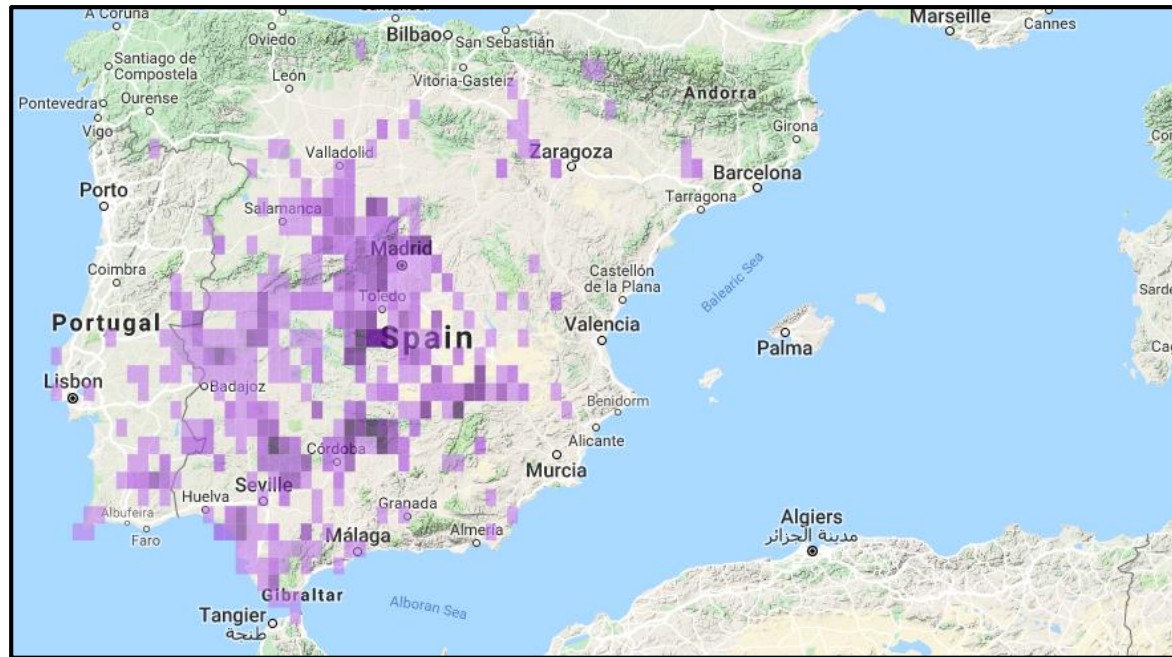 A Coruña
Santander
Oviedo
Bilbao
San Sebastián
Marseille
Cannes
Santiago de
Compostela
León
Vitoria-Gasteiz
Andorra
Pontevedra
Ourense
Vigo
Girona
Valladolid
Zaragoza
Barcelona
Porto
Salamanca
Tarragona
Madrid
Coimbra
Castellón
de la Plana
Balearic Sea
Toledo
Portugal
Spain
Valencia
Palma
Lisbon
Badajoz
Benidorm
Alicante
Córdoba
Murcia
Seville
Huelva
Granada
Albufeira
Faro
Málaga
Almería
Algiers
مدينة الجزائر
Gibraltar
Alboran Sea
Tangier
طنجة